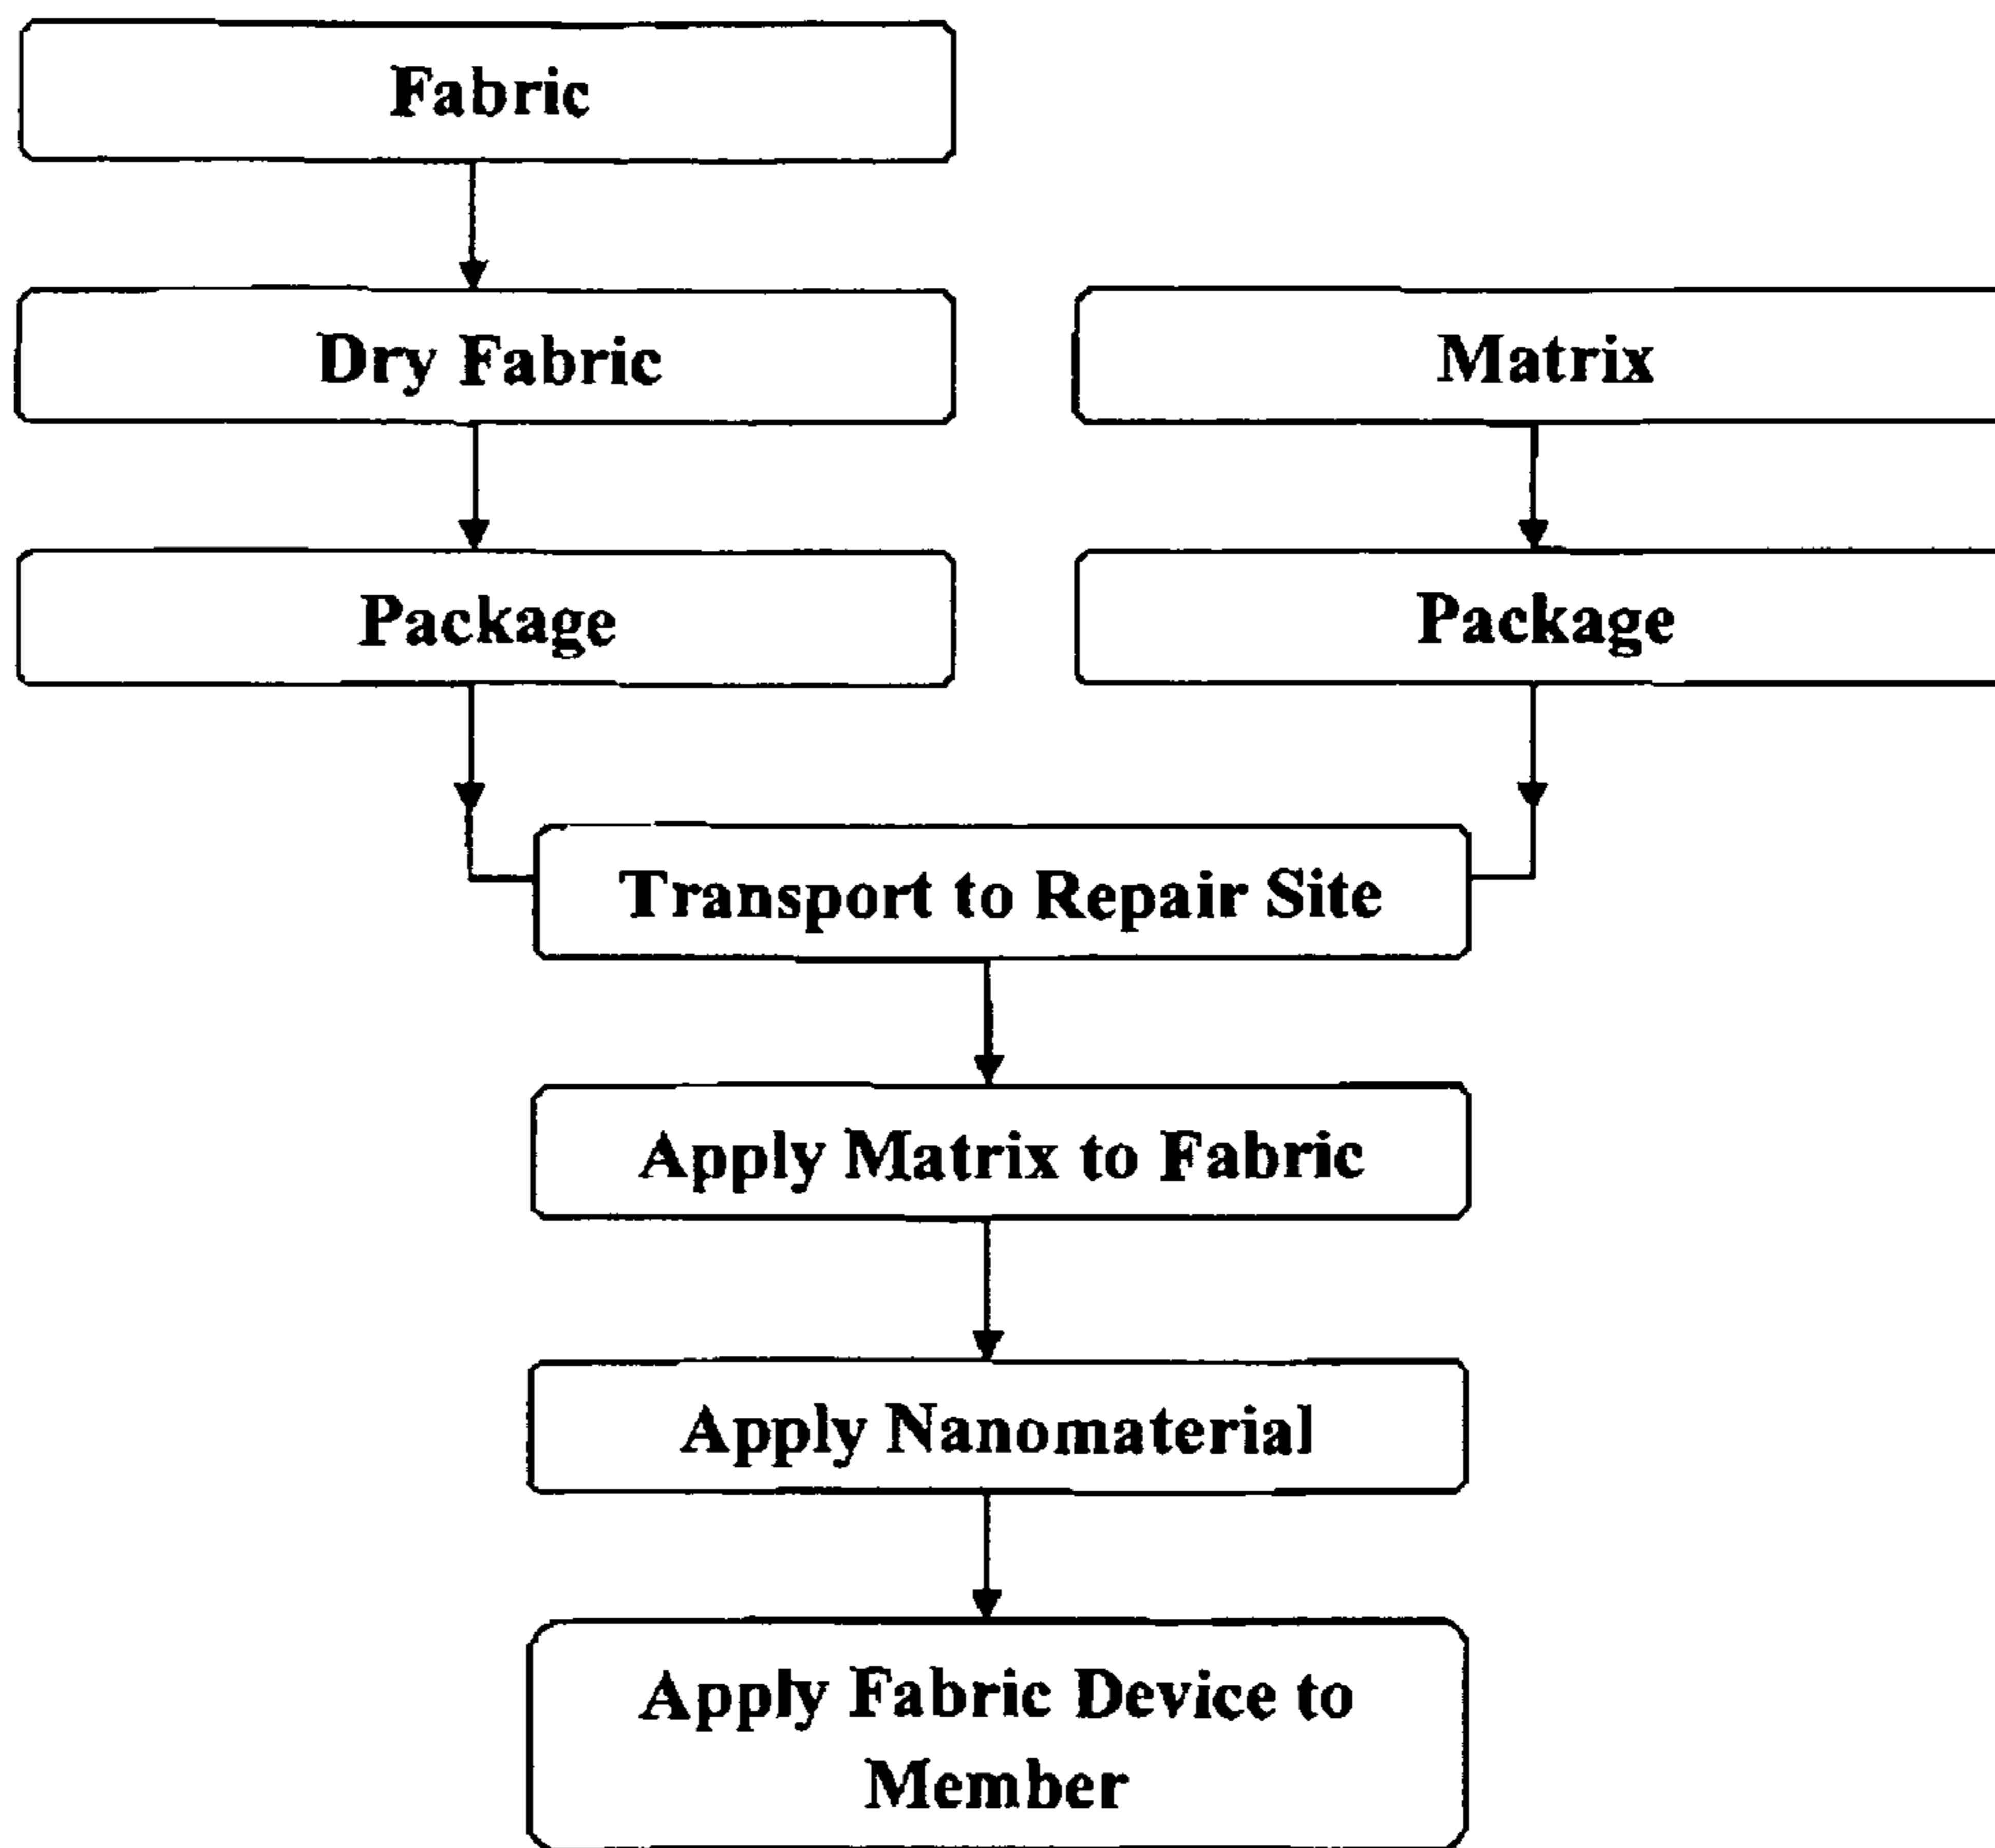 Fabric
Dry Fabric
Matrix
Package
Package
Transport to Repair Site
Apply Matrix to Fabric
Apply Nanomaterial
Apply Fabric Device to
Member